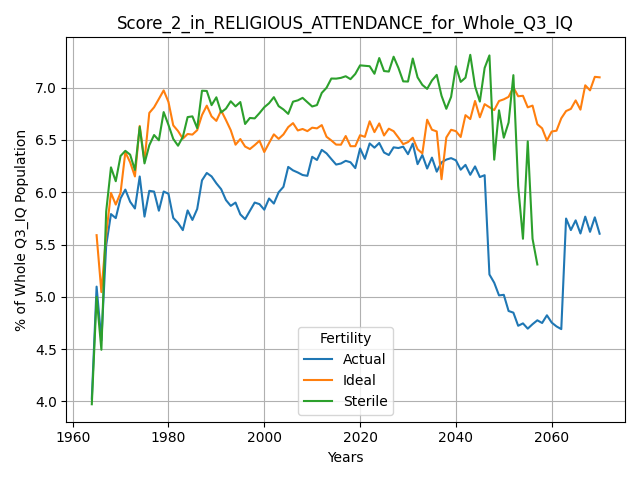 Score_2_in_RELIGIOUS_ATTENDANCE_for_Whole_Q3_IQ
% of Whole Q3_IQ Population
7.0
6.5
6.0
5.5
5.0
4.5
4.0
Fertility
Actual
Ideal
Sterile
1960 1980 2000 2020 2040 2060
Years